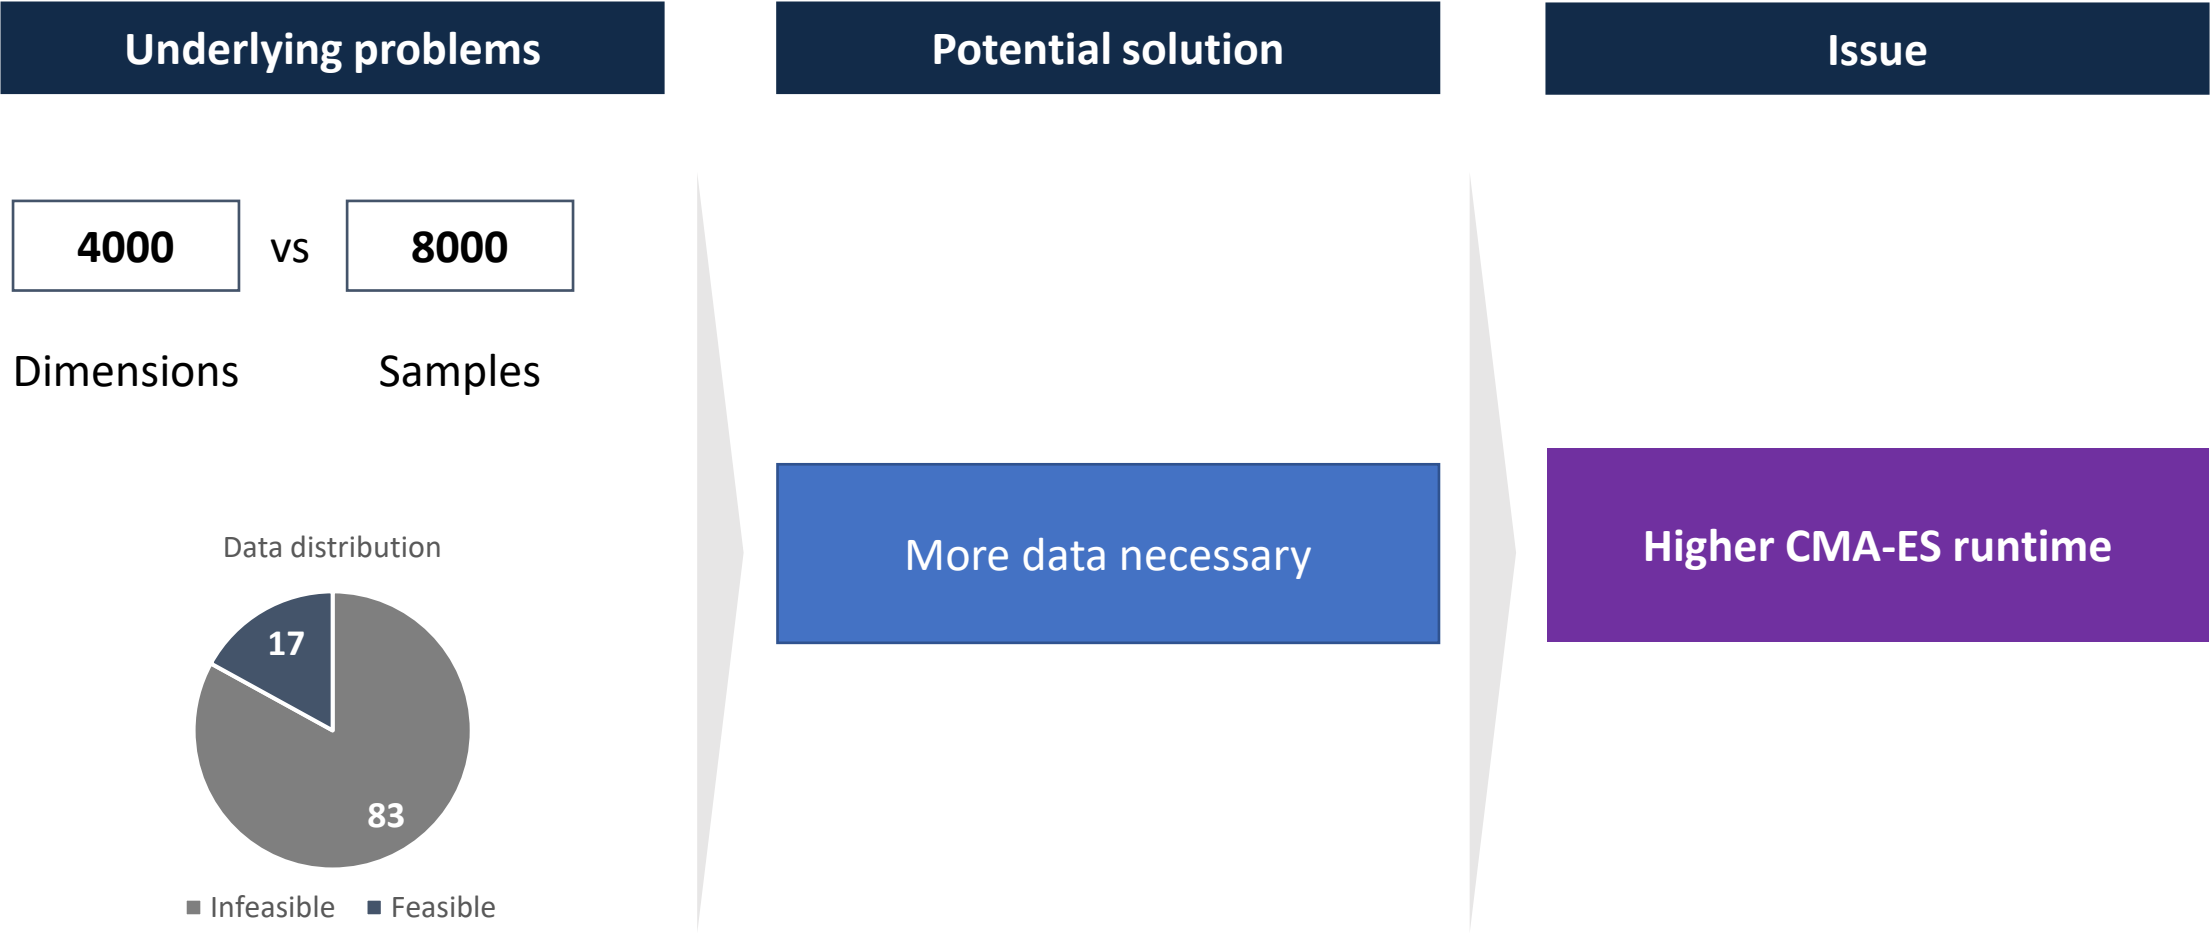 Underlying problems
Potential solution
Issue
4000 vs 8000
Dimensions Samples
Data distribution
17
83
Infeasible Feasible
More data necessary
Higher CMA-ES runtime